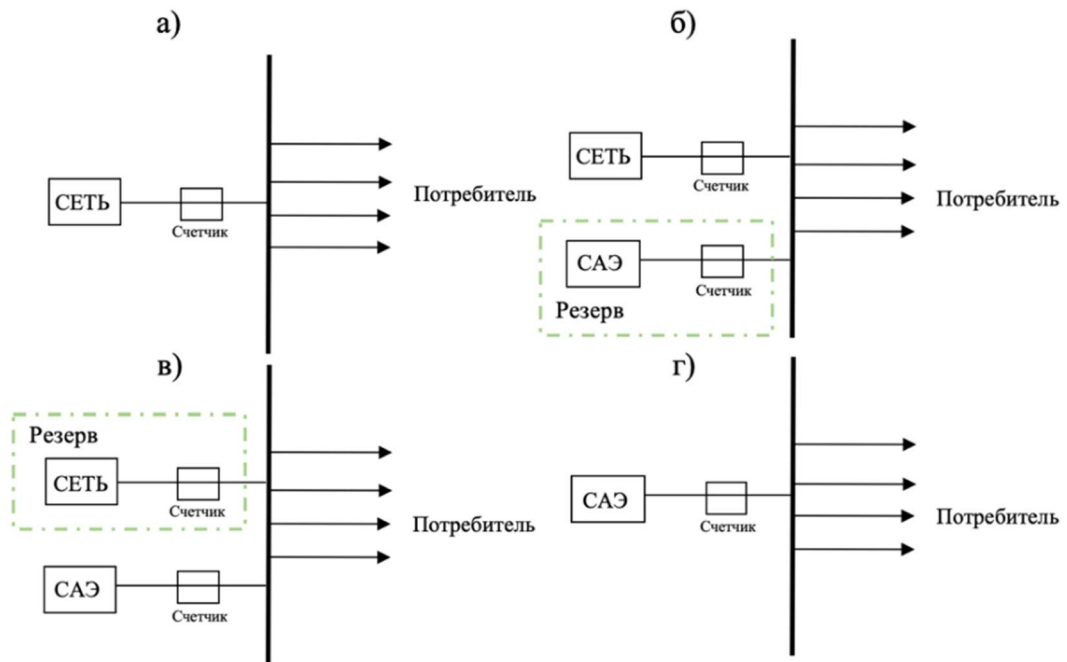 а)
СЕТЬ
Счетчик
Потребитель
б)
СЕТЬ
Счетчик
САЭ
Счетчик
Резерв
Потребитель
в)
Резерв
СЕТЬ
Счетчик
САЭ
Счетчик
Потребитель
г)
САЭ
Счетчик
Потребитель